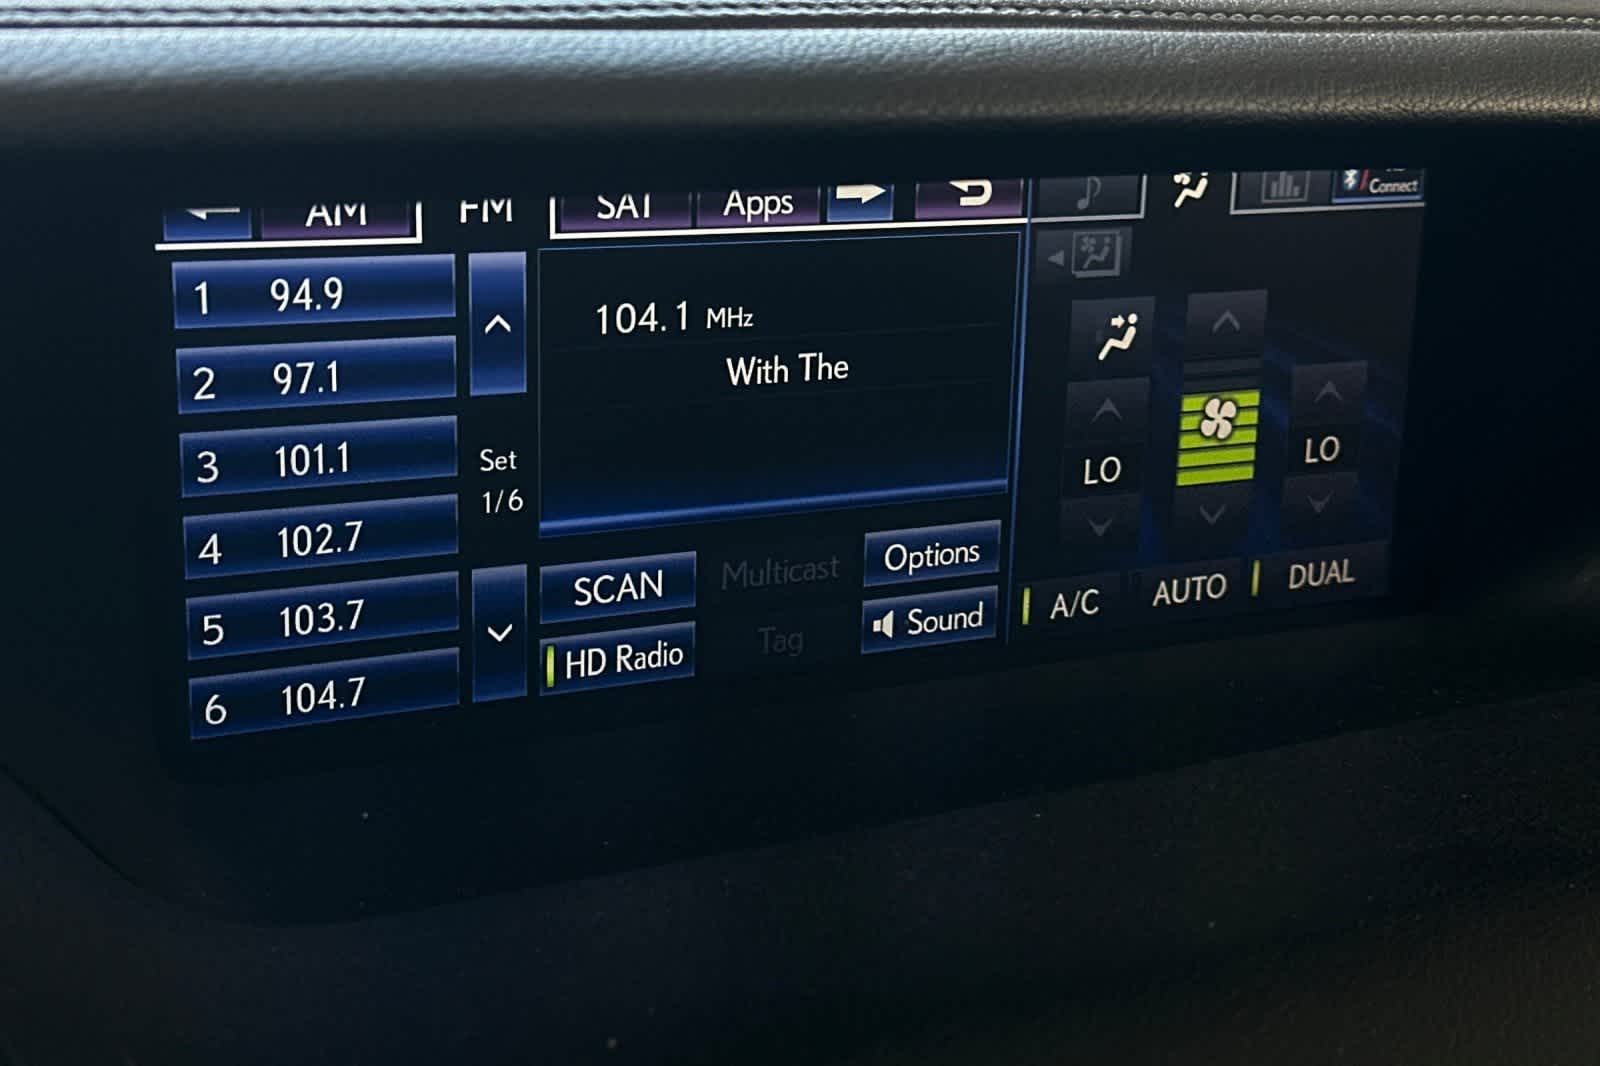 AM FM SAT Apps
Connect
1 94.9
2 97.1
3 101.1
4 102.7
5 103.7
6 104.7
Set
1/6
104.1 MHz
With The
SCAN
Multicast
Options
HD Radio
Tag
Sound
LO
LO
A/C
AUTO
DUAL